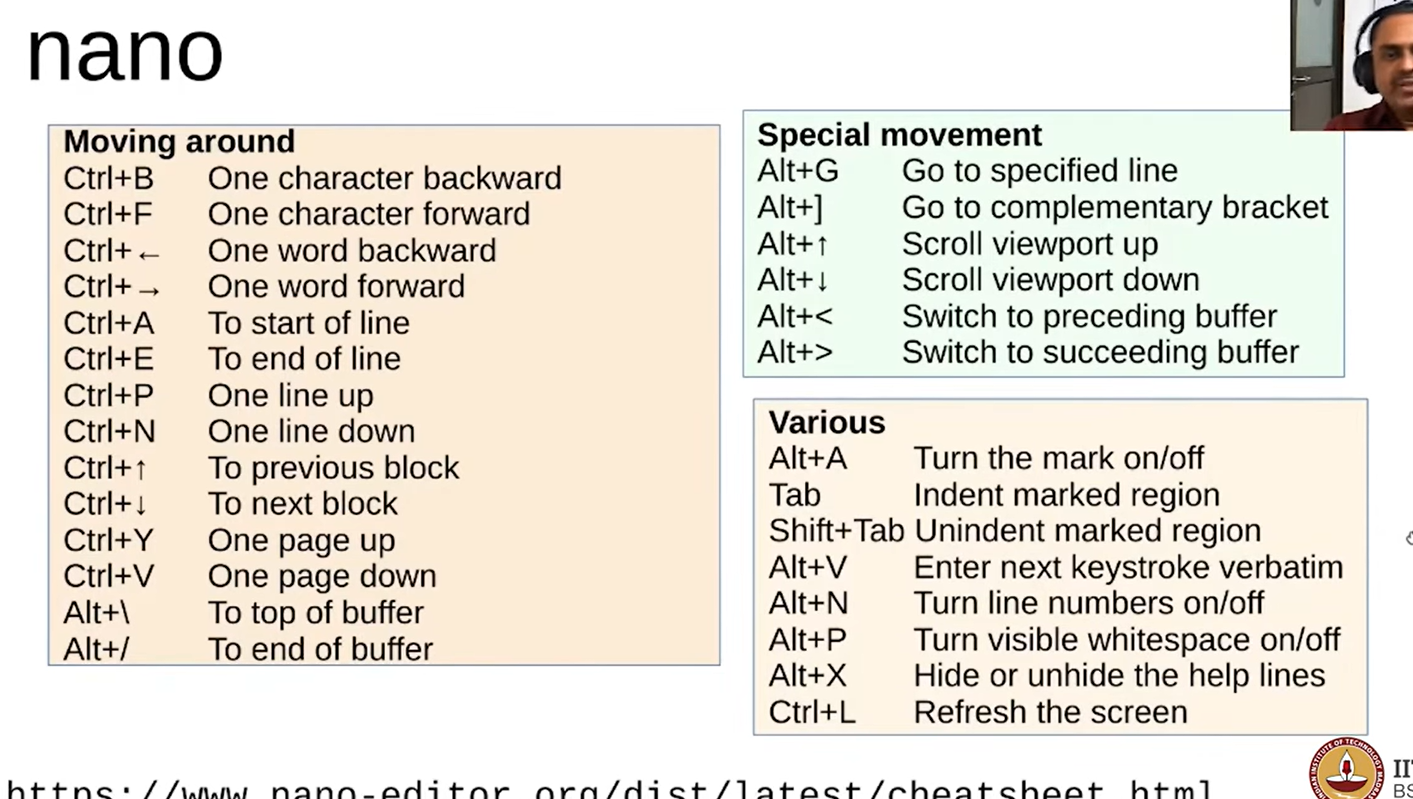 nano
Moving around
Ctrl+B One character backward
Ctrl+F One character forward
Ctrl+← One word backward
Ctrl+→ One word forward
Ctrl+A To start of line
Ctrl+E To end of line
Ctrl+P One line up
Ctrl+N One line down
Ctrl+↑ To previous block
Ctrl+↓ To next block
Ctrl+Y One page up
Ctrl+V One page down
Alt+\ To top of buffer
Alt+/ To end of buffer
Special movement
Alt+G Go to specified line
Alt+] Go to complementary bracket
Alt+↑ Scroll viewport up
Alt+↓ Scroll viewport down
Alt+< Switch to preceding buffer
Alt+> Switch to succeeding buffer
Various
Alt+A Turn the mark on/off
Tab Indent marked region
Shift+Tab Unindent marked region
Alt+V Enter next keystroke verbatim
Alt+N Turn line numbers on/off
Alt+P Turn visible whitespace on/off
Alt+X Hide or unhide the help lines
Ctrl+L Refresh the screen
https://www.nano-editor.org/dist/latest/cheatsheet.html